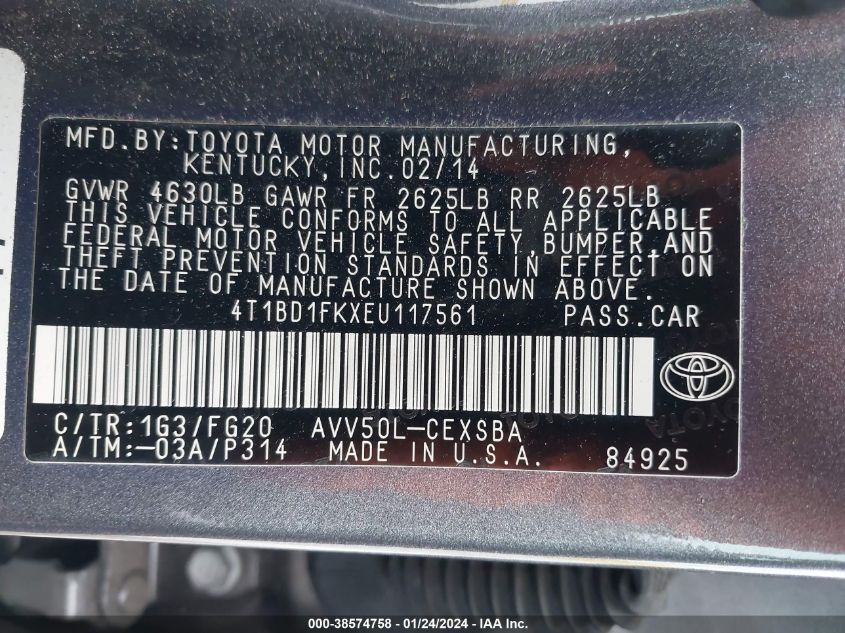 MFD.BY:TOYOTA MOTOR MANUFACTURING,
KENTUCKY,INC.02/14
GVWR 4630LB GAWR FR 2625LB RR 2625LB
THIS VEHICLE CONFORMS TO ALL APPLICABLE
FEDERAL MOTOR VEHICLE SAFETY,BUMPER,AND
THEFT PREVENTION STANDARDS IN EFFECT ON
THE DATE OF MANUFACTURE SHOWN ABOVE.
4T1BD1FKXEU117561 PASS.CAR
C/TR:1G3/FG20 AVV50L-CEXSBA
A/TM:-03A/P314 MADE IN U.S.A. 84925
TOYOTA
000-38574758 - 01/24/2024 - IAA Inc.